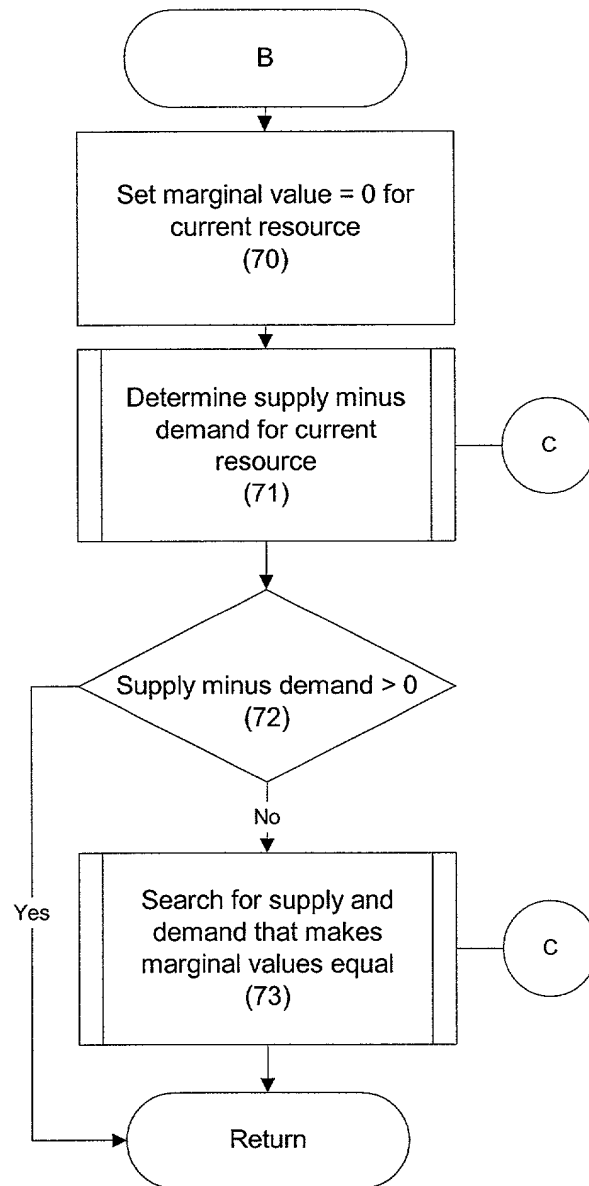 B
Set marginal value = 0 for
current resource
(70)
Determine supply minus
demand for current
resource
(71)
C
Supply minus demand > 0
(72)
No
Yes
Search for supply and
demand that makes
marginal values equal
(73)
C
Return